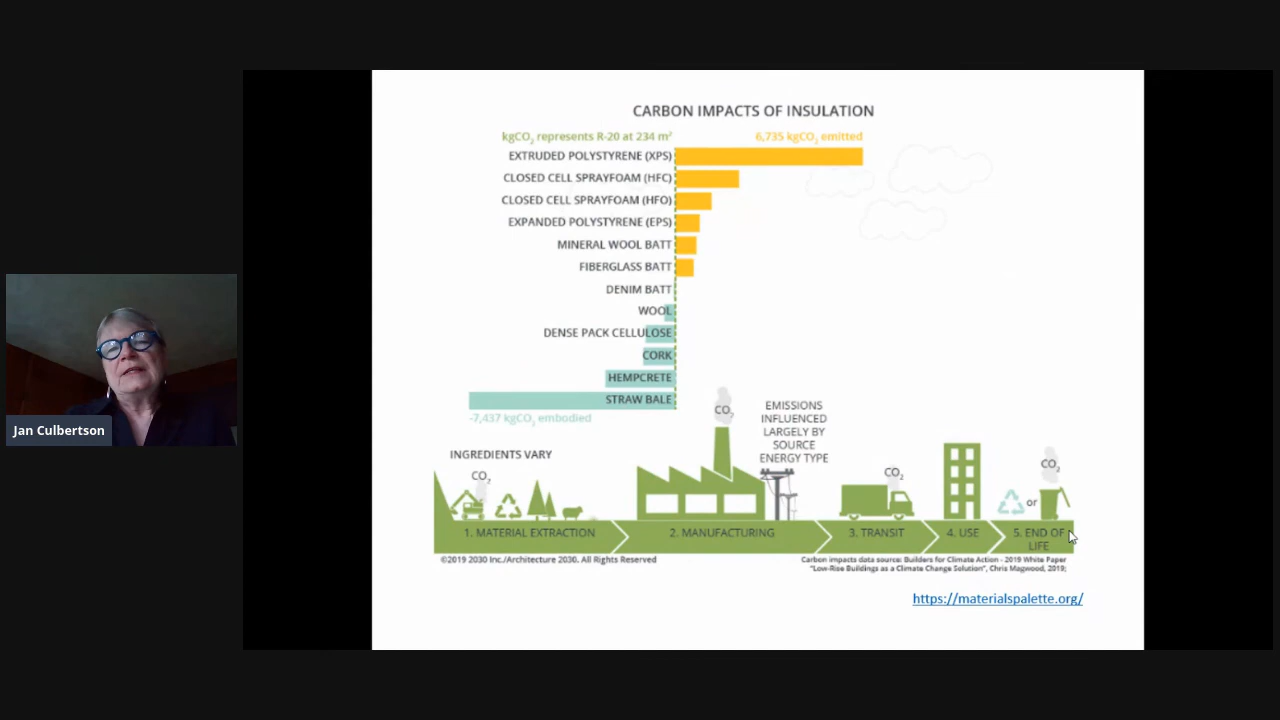 CARBON IMPACTS OF INSULATION
kgCO2 represents R-20 at 234 m²
6,735 kgCO2 emitted
EXTRUDED POLYSTYRENE (XPS)
CLOSED CELL SPRAYFOAM (HFC)
CLOSED CELL SPRAYFOAM (HFO)
EXPANDED POLYSTYRENE (EPS)
MINERAL WOOL BATT
FIBERGLASS BATT
DENIM BATT
WOOL
DENSE PACK CELLULOSE
CORK
HEMPCRETE
STRAW BALE
-7,437 kgCO2 embodied
CO2
EMISSIONS
INFLUENCED
LARGELY BY
SOURCE
ENERGY TYPE
INGREDIENTS VARY
CO2
CO2
CO2
or
1. MATERIAL EXTRACTION
2. MANUFACTURING
3. TRANSIT
4. USE
5. END OF
LIFE
©2019 2030 Inc./Architecture 2030. All Rights Reserved
Carbon impacts data source: Builders for Climate Action - 2019 White Paper
"Low-Rise Buildings as a Climate Change Solution", Chris Magwood, 2019;
https://materialspalette.org/
Jan Culbertson